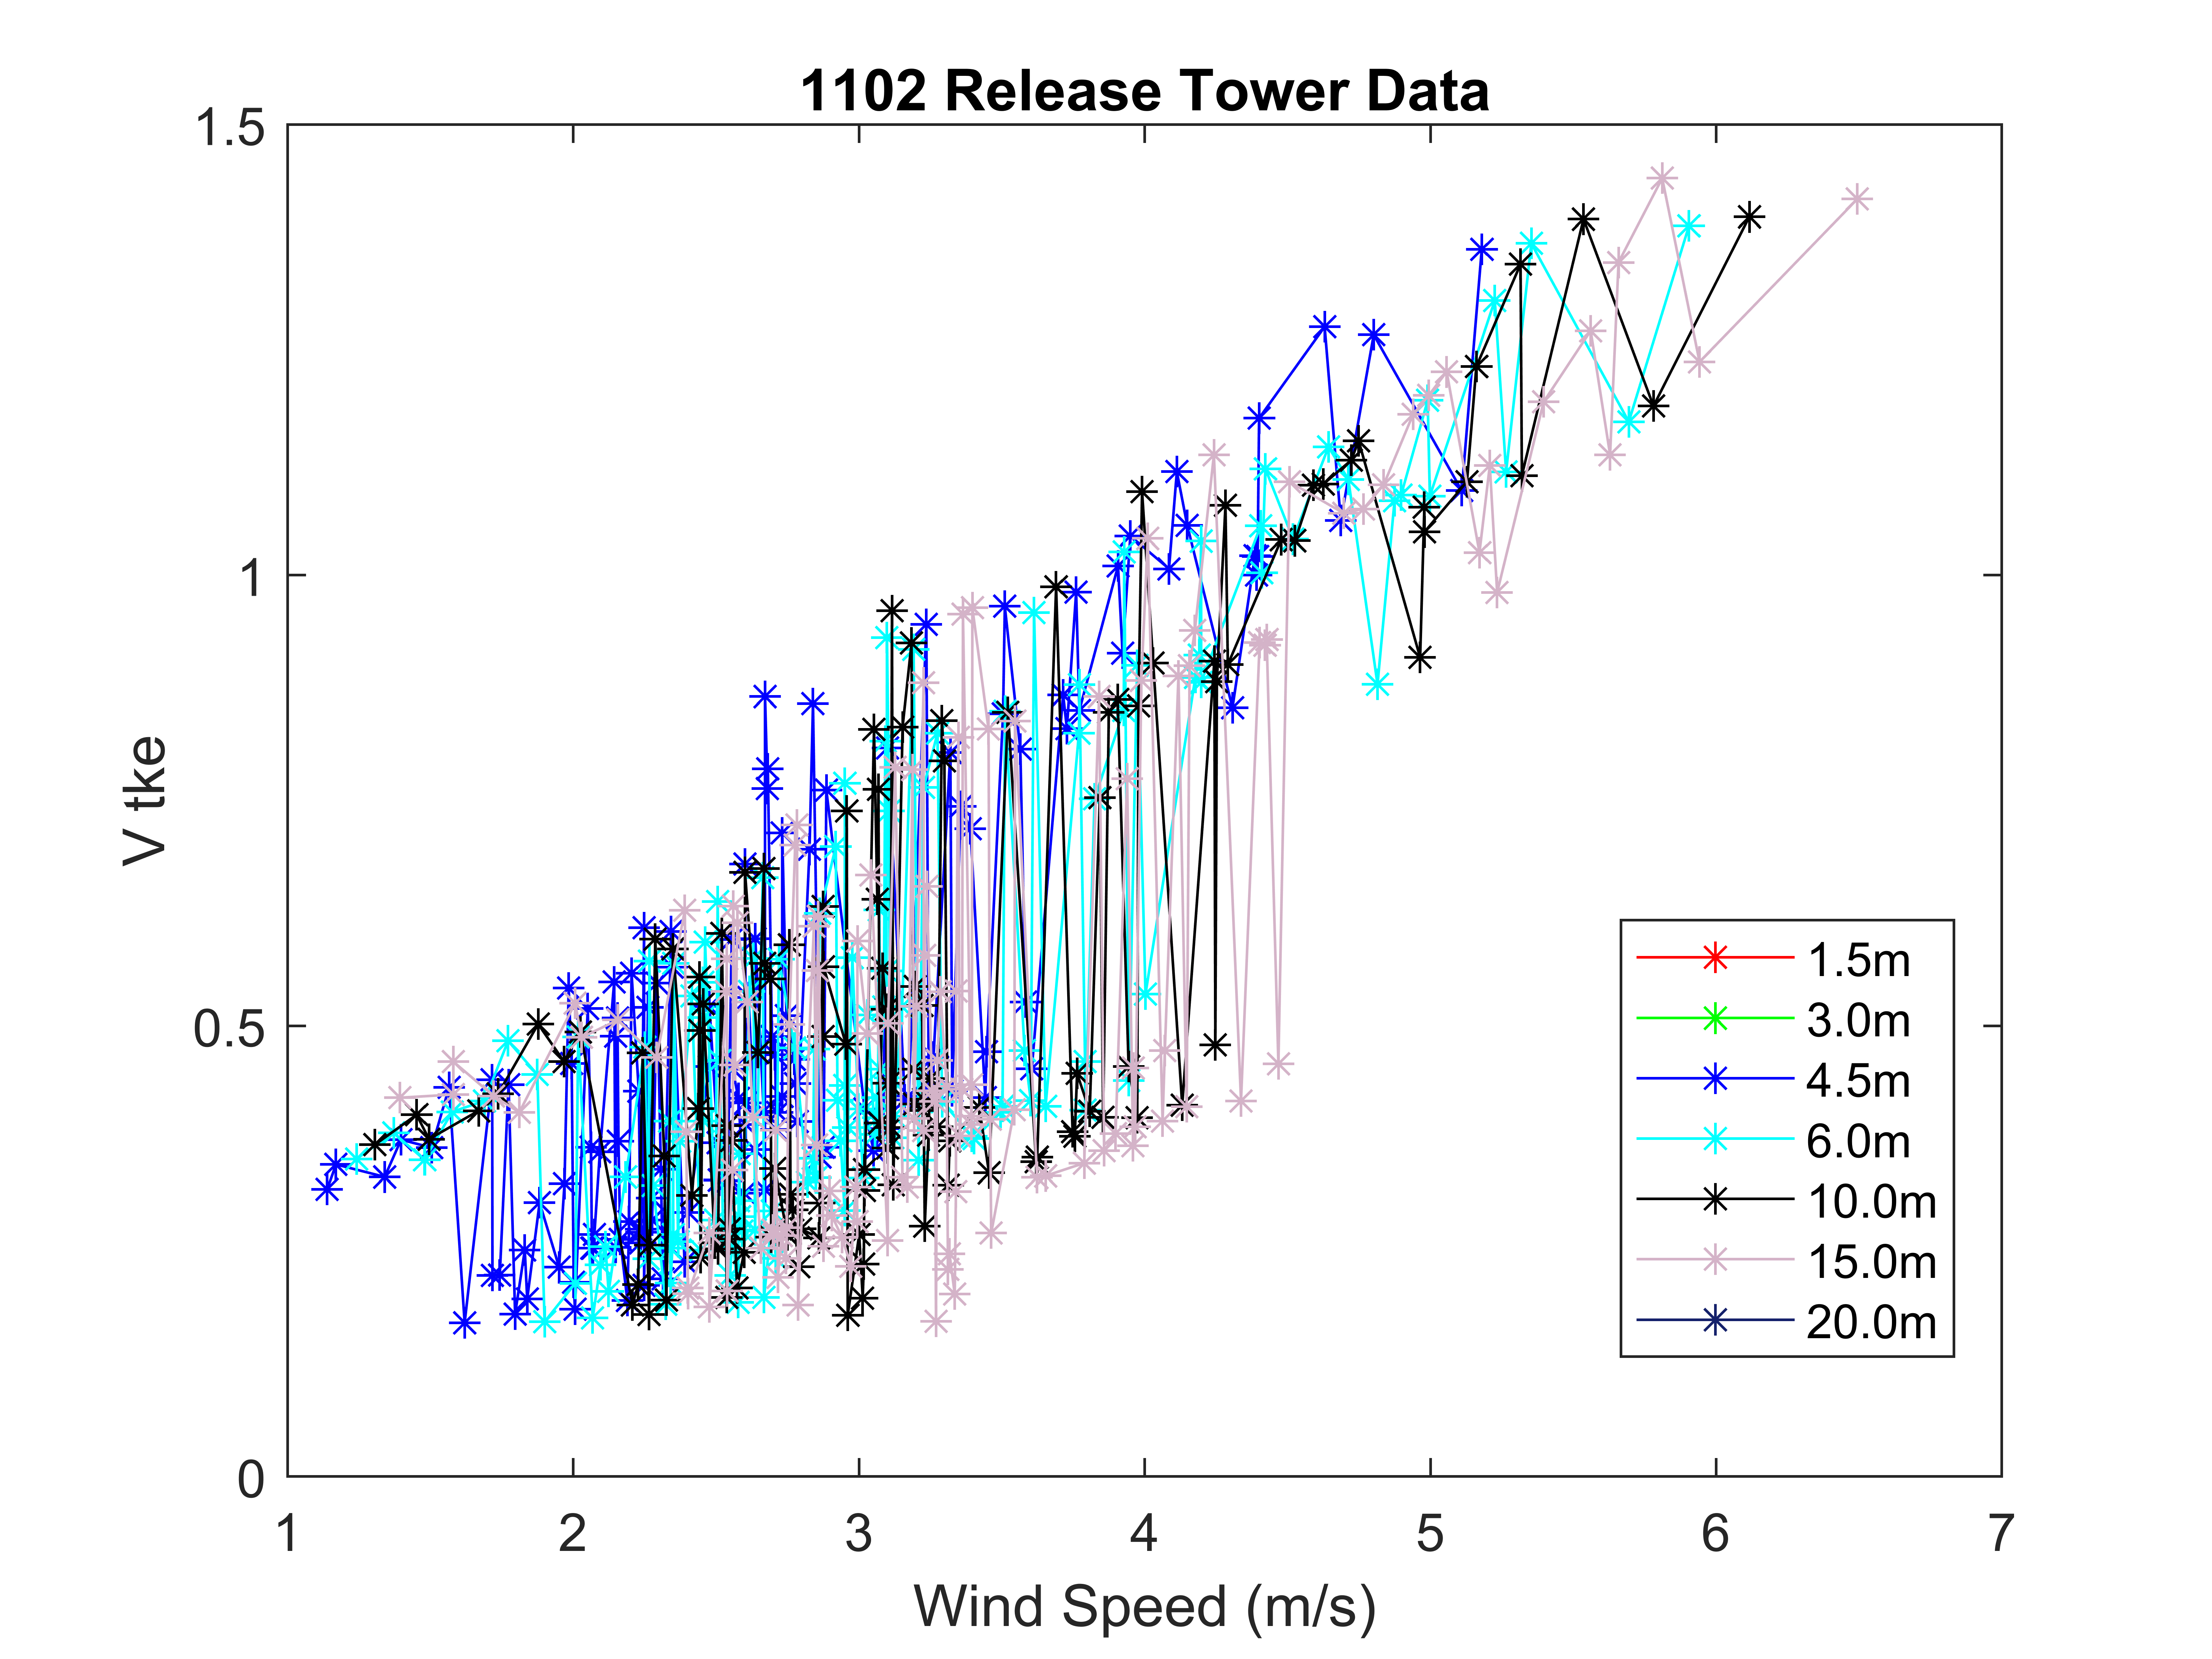 1102 Release Tower Data
1.5
1
0.5
0
V tke
1
2
3
4
5
6
7
Wind Speed (m/s)
1.5m
3.0m
4.5m
6.0m
10.0m
15.0m
20.0m